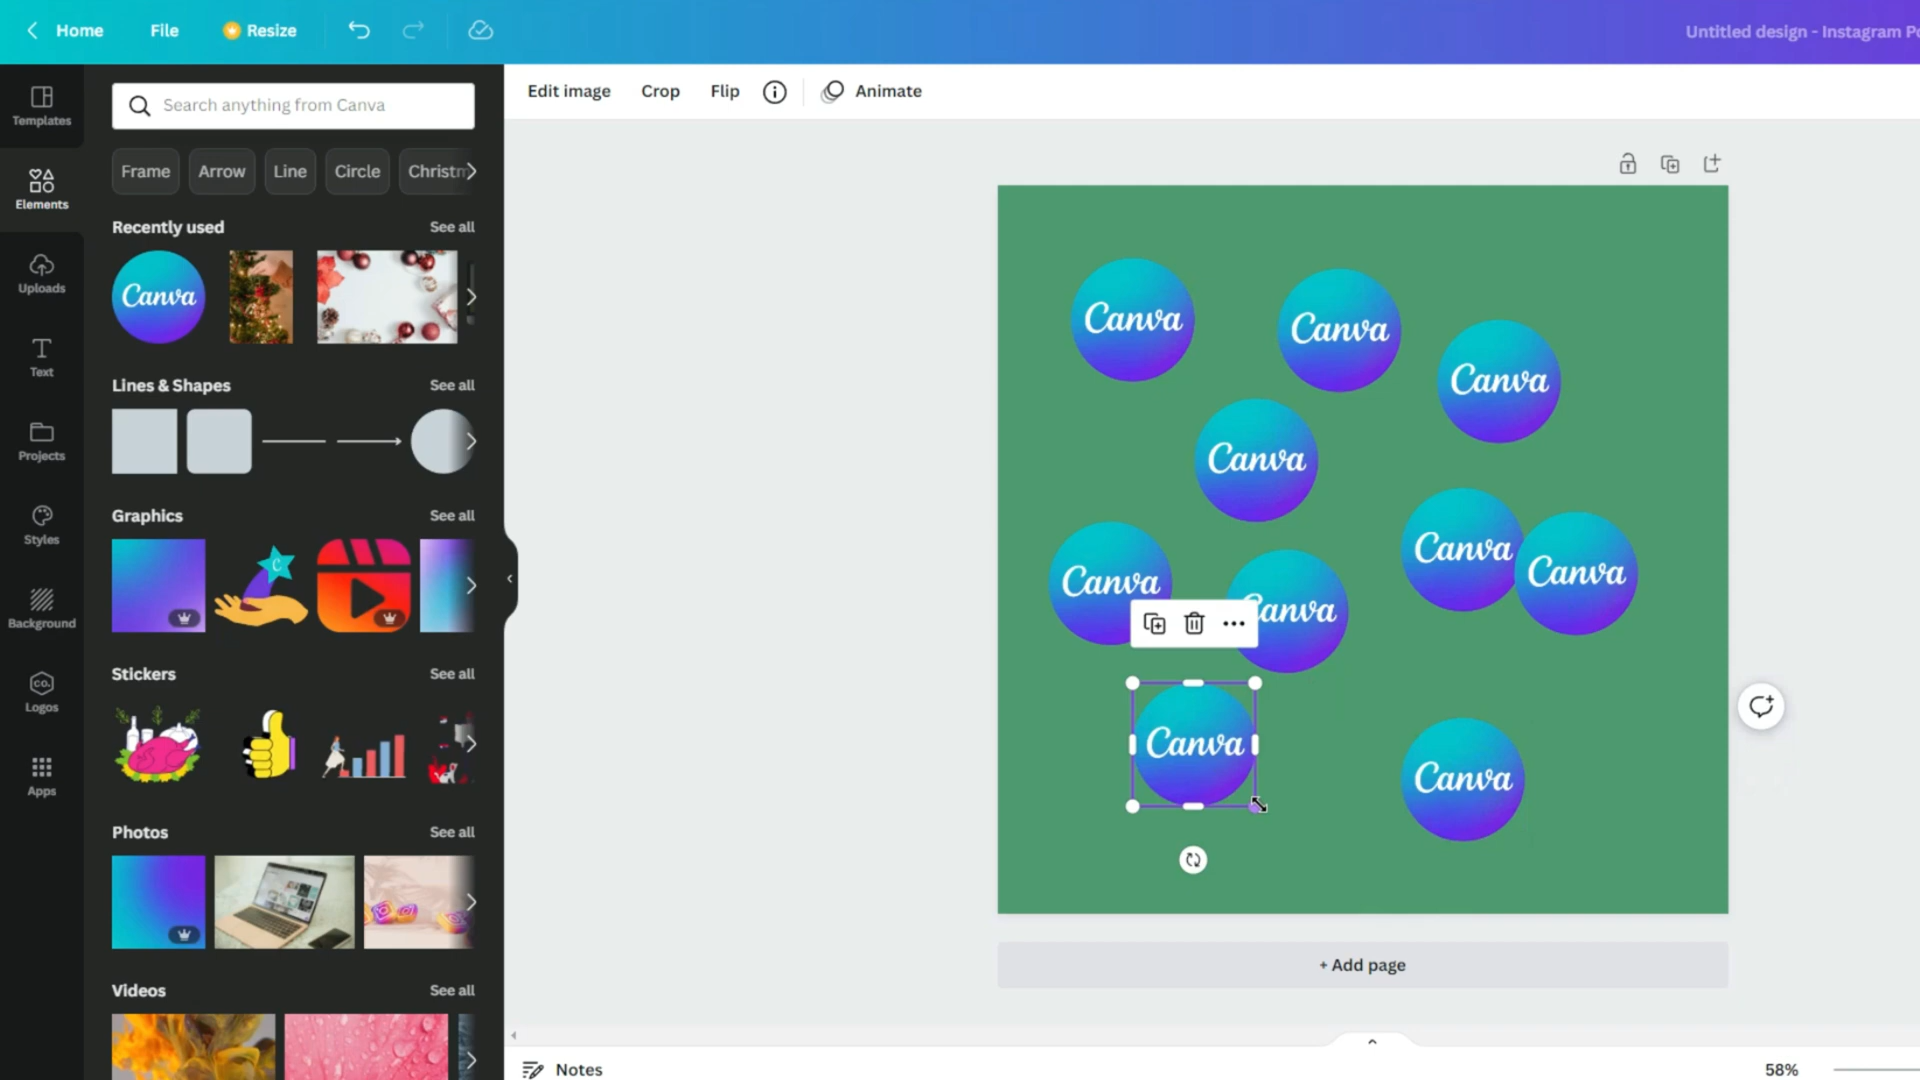 Home File Resize
Untitled design - Instagram
Templates
Elements
Uploads
Text
Projects
Styles
Background
Logos
Apps
co.
Search anything from Canva
Frame Arrow Line Circle
Recently used See all
Canva
Lines & Shapes See all
Graphics See all
C
Stickers See all
Photos See all
Videos See all
Edit image Crop Flip Animate
Canva
Canva
Canva
Canva
Canva
Canva
Canva
Canva
Canva
Canva
+ Add page
Notes
58%